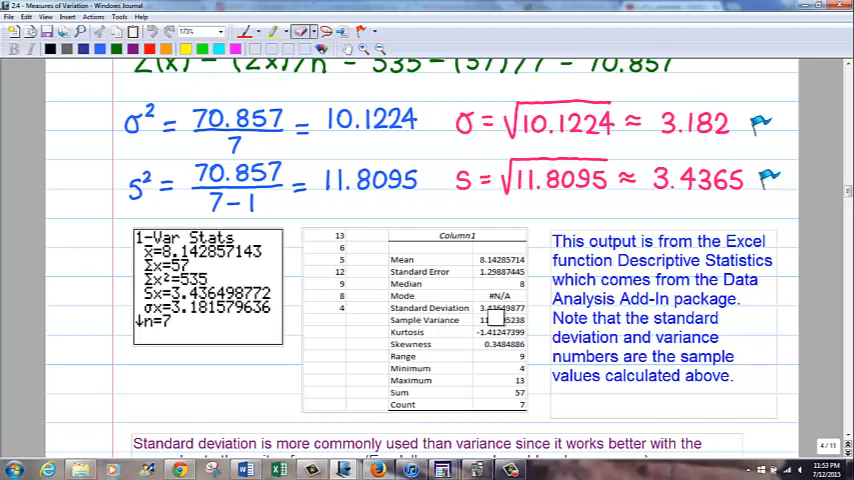 2.4 - Measures of Variation - Windows Journal
File Edit View Insert Actions Tools Help
173%
B I
Σ(x) - (Σx)/n = 535 - (57)/7 = 70.857
σ² = 70.857/7 = 10.1224
σ = √10.1224 ≈ 3.182
s² = 70.857/7-1 = 11.8095
s = √11.8095 ≈ 3.4365
1-Var Stats
x̄=8.142857143
Σx=57
Σx²=535
Sx=3.436498772
σx=3.181579636
↓n=7
13 Column1
6
5 Mean 8.14285714
12 Standard Error 1.29887445
9 Median 8
8 Mode #N/A
4 Standard Deviation 3.43649877
Sample Variance
Kurtosis -1.41247399
Skewness 0.3484886
Range 9
Minimum 4
Maximum 13
Sum 57
Count 7
This output is from the Excel
function Descriptive Statistics
which comes from the Data
Analysis Add-In package.
Note that the standard
deviation and variance
numbers are the sample
values calculated above.
Standard deviation is more commonly used than variance since it works better with the
4 / 11
11:53 PM
7/12/2015